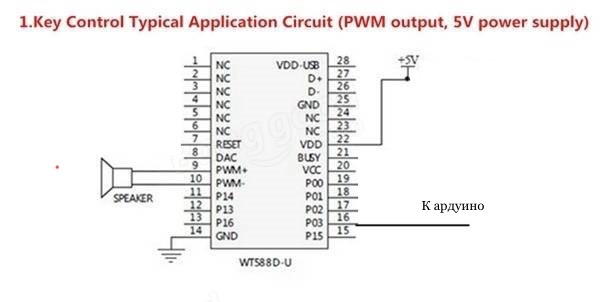 1.Key Control Typical Application Circuit (PWM output, 5V power supply)
+5V
1 NC VDD-USB 28
2 NC D+ 27
3 NC D- 26
4 NC GND 25
5 NC NC 24
6 NC NC 23
7 RESET VDD 22
8 DAC BUSY 21
9 PWM+ VCC 20
10 PWM- P00 19
11 P14 P01 18
12 P13 P02 17
13 P16 P03 16
14 GND P15 15
SPEAKER
К ардуино
WT588D-U